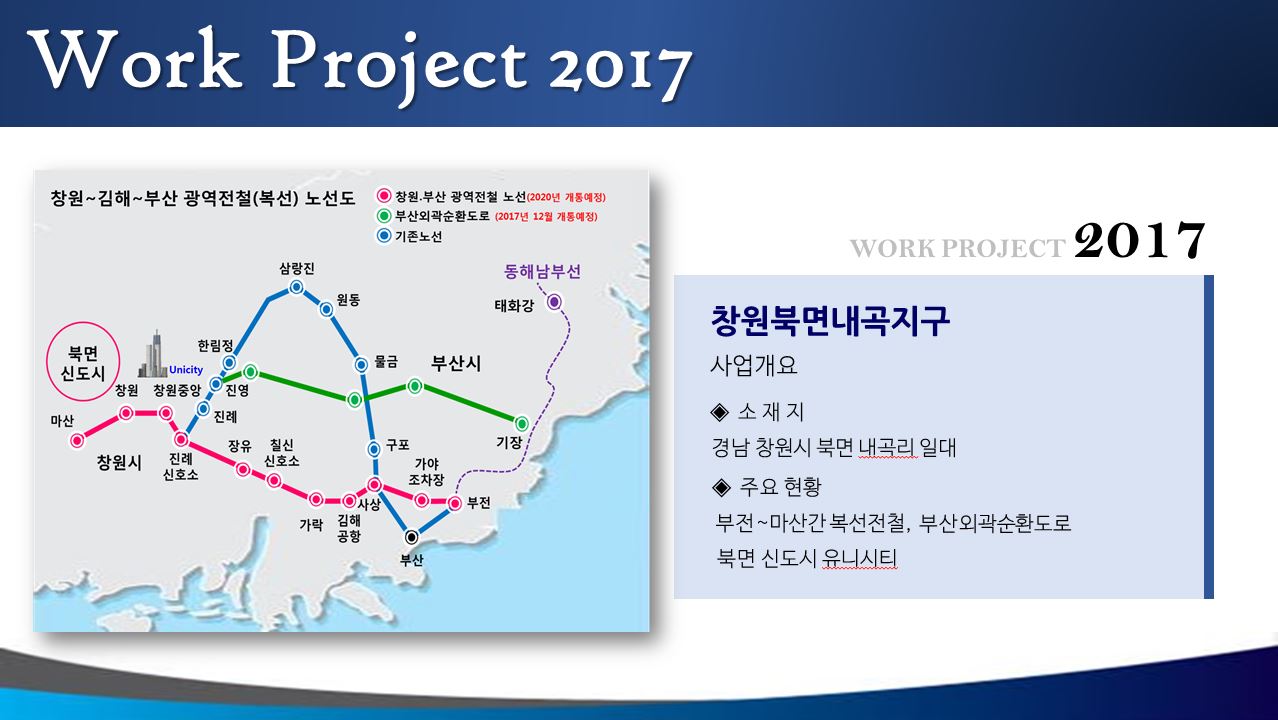 Work Project 2017
창원~김해~부산 광역전철(복선) 노선도
창원.부산 광역전철 노선(2020년 개통예정)
부산외곽순환도로 (2017년 12월 개통예정)
기존노선
동해남부선
태화강
삼랑진
원동
한림정
물금
부산시
북면
신도시
Unicity
창원
창원중앙
진영
마산
진례
창원시
진례
신호소
장유
칠신
신호소
구포
기장
가야
조차장
가락
김해
공항
사상
부전
부산
WORK PROJECT 2017
창원북면내곡지구
사업개요
◈ 소 재 지
경남 창원시 북면 내곡리 일대
◈ 주요 현황
부전~마산간 복선전철, 부산외곽순환도로
북면 신도시 유니시티